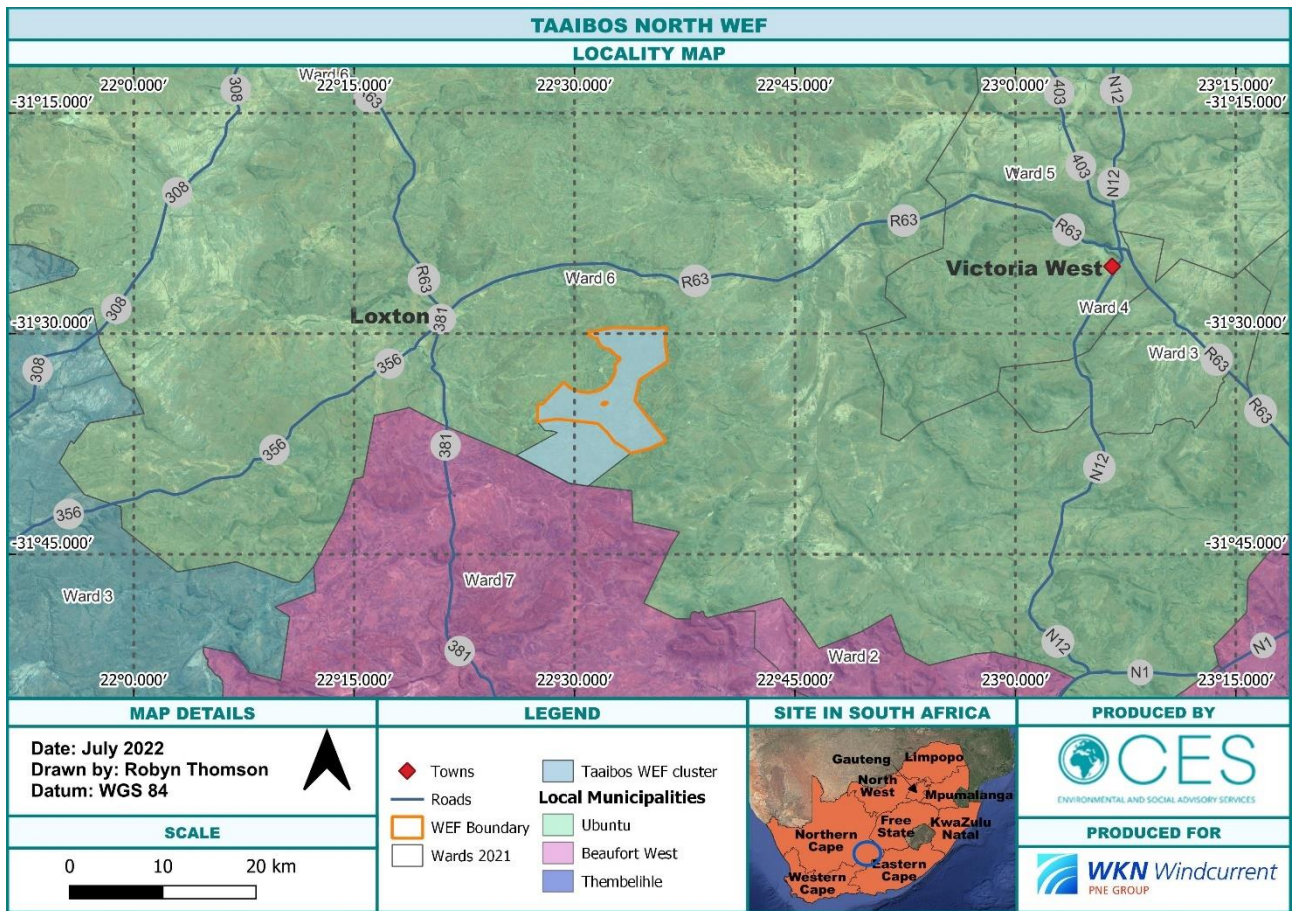 TAAIBOS NORTH WEF
LOCALITY MAP
22°0.000′ 22°15.000′ 22°30.000′ 22°45.000′ 23°0.000′ 23°15.000′
Ward 6
-31°15.000′ -31°15.000′
308
R63
403
N12
308
403
N12
Ward 5
R63
R63
Victoria West
R63
Ward 6
R63
Loxton
381
308
Ward 4
-31°30.000′ -31°30.000′
308
356
Ward 3
R63
R63
356
381
N12
356
-31°45.000′ -31°45.000′
Ward 3
Ward 7
381
Ward 2
N12
N1
N1
22°0.000′ 22°15.000′ 22°30.000′ 22°45.000′ 23°0.000′ 23°15.000′
MAP DETAILS
Date: July 2022
Drawn by: Robyn Thomson
Datum: WGS 84
SCALE
0 10 20 km
LEGEND
Towns
Roads
WEF Boundary
Wards 2021
Taaibos WEF cluster
Local Municipalities
Ubuntu
Beaufort West
Thembelihle
SITE IN SOUTH AFRICA
Gauteng
Limpopo
North
West
Mpumalanga
Free
State
KwaZulu
Natal
Northern
Cape
Eastern
Cape
Western
Cape
PRODUCED BY
CES
ENVIRONMENTAL AND SOCIAL ADVISORY SERVICES
PRODUCED FOR
WKN Windcurrent
PNE GROUP